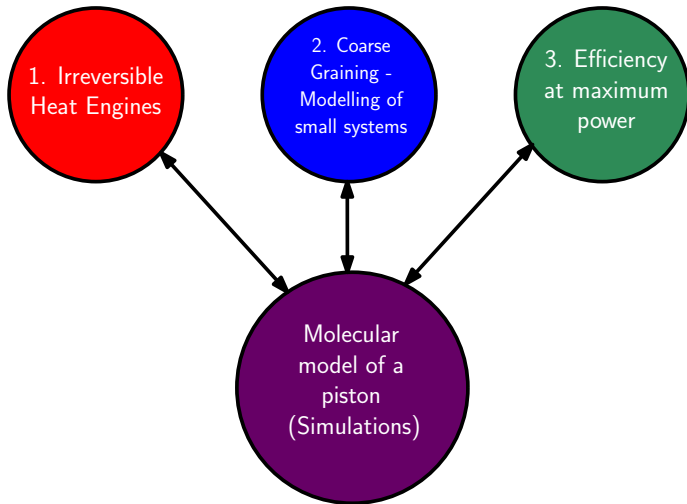 1. Irreversible
Heat Engines
2. Coarse
Graining -
Modelling of
small systems
3. Efficiency
at maximum
power
Molecular
model of a
piston
(Simulations)